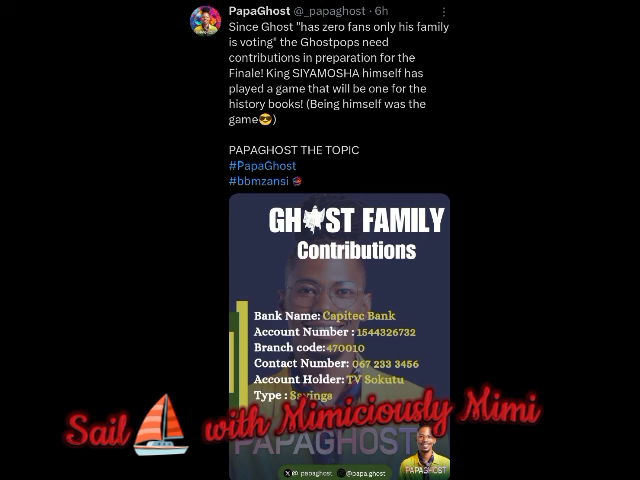 PapaGhost @_papaghost · 6h
Since Ghost "has zero fans only his family
is voting" the Ghostpops need
contributions in preparation for the
Finale! King SIYAMOSHA himself has
played a game that will be one for the
history books! (Being himself was the
game😎)
PAPAGHOST THE TOPIC
#PapaGhost
#bbmzansi
GHOST FAMILY
Contributions
Bank Name: Capitec Bank
Account Number : 1544326732
Branch code:470010
Contact Number: 067 233 3456
Account Holder: TV Sokutu
Type : Savings
Sail ⛵ with Mimiciously Mimi
PAPAGHOST
PAPAGHOST
@_papaghost @papa.ghost